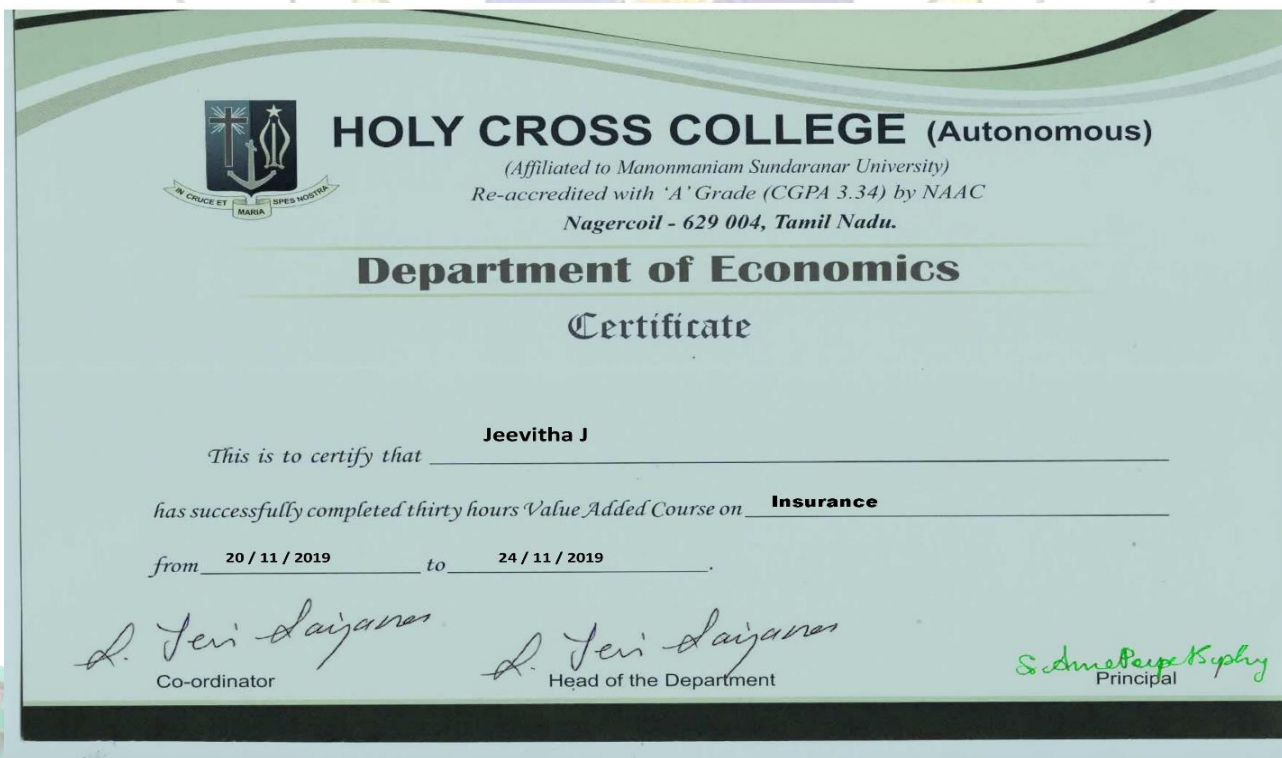 HOLY CROSS COLLEGE (Autonomous)
(Affiliated to Manonmaniam Sundaranar University)
Re-accredited with 'A' Grade (CGPA 3.34) by NAAC
IN CRUCE ET MARIA SPES NOSTRA
Nagercoil - 629 004, Tamil Nadu.
Department of Economics
Certificate
This is to certify that Jeevitha J
has successfully completed thirty hours Value Added Course on Insurance
from 20 / 11 / 2019 to 24 / 11 / 2019.
Co-ordinator Head of the Department Principal